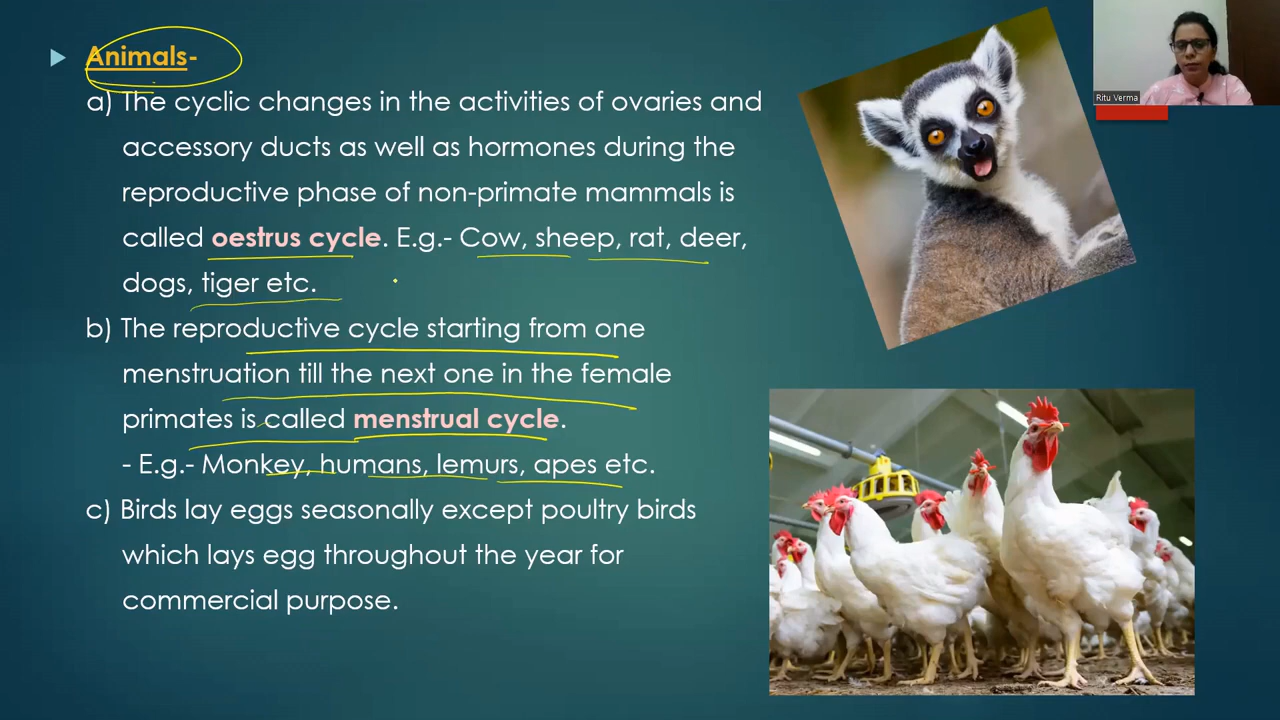 Animals-
a) The cyclic changes in the activities of ovaries and
accessory ducts as well as hormones during the
reproductive phase of non-primate mammals is
called oestrus cycle. E.g.- Cow, sheep, rat, deer,
dogs, tiger etc.
b) The reproductive cycle starting from one
menstruation till the next one in the female
primates is called menstrual cycle.
- E.g.- Monkey, humans, lemurs, apes etc.
c) Birds lay eggs seasonally except poultry birds
which lays egg throughout the year for
commercial purpose.
Ritu Verma